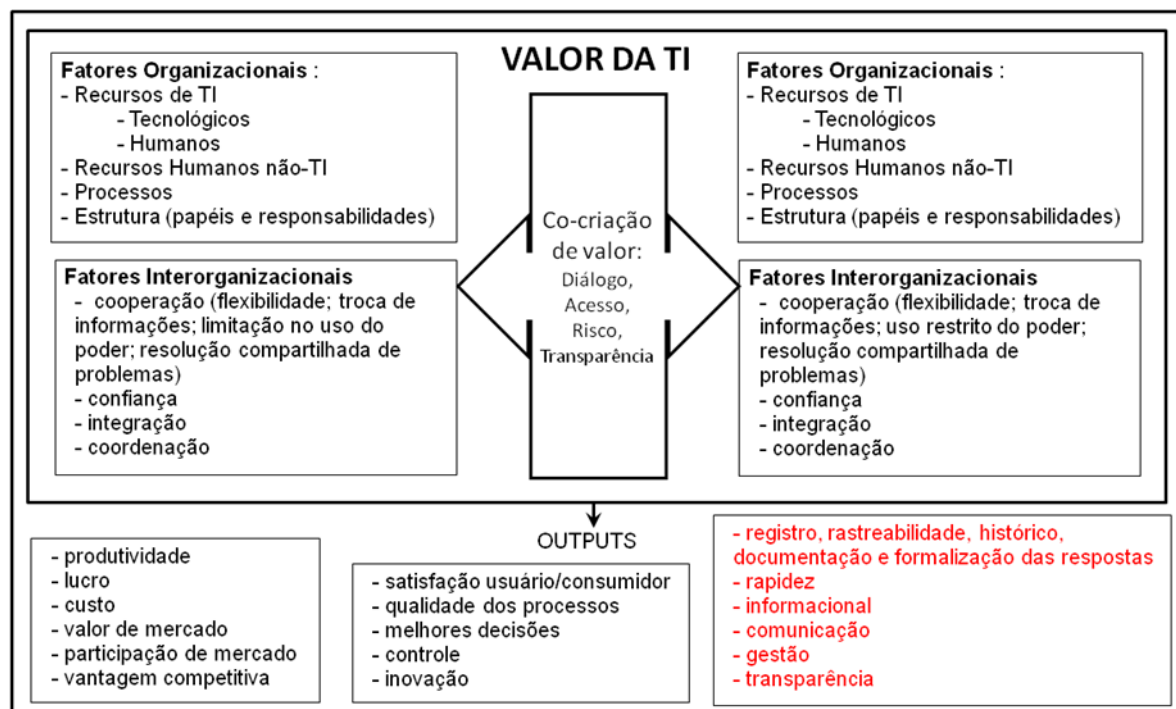 VALOR DA TI
Fatores Organizacionais :
- Recursos de TI
- Tecnológicos
- Humanos
- Recursos Humanos não-TI
- Processos
- Estrutura (papéis e responsabilidades)
Fatores Interorganizacionais
- cooperação (flexibilidade; troca de
informações; limitação no uso do
poder; resolução compartilhada de
problemas)
- confiança
- integração
- coordenação
Co-criação
de valor:
Diálogo,
Acesso,
Risco,
Transparência
Fatores Organizacionais :
- Recursos de TI
- Tecnológicos
- Humanos
- Recursos Humanos não-TI
- Processos
- Estrutura (papéis e responsabilidades)
Fatores Interorganizacionais
- cooperação (flexibilidade; troca de
informações; uso restrito do poder;
resolução compartilhada de
problemas)
- confiança
- integração
- coordenação
OUTPUTS
- produtividade
- lucro
- custo
- valor de mercado
- participação de mercado
- vantagem competitiva
- satisfação usuário/consumidor
- qualidade dos processos
- melhores decisões
- controle
- inovação
- registro, rastreabilidade, histórico,
documentação e formalização das respostas
- rapidez
- informacional
- comunicação
- gestão
- transparência